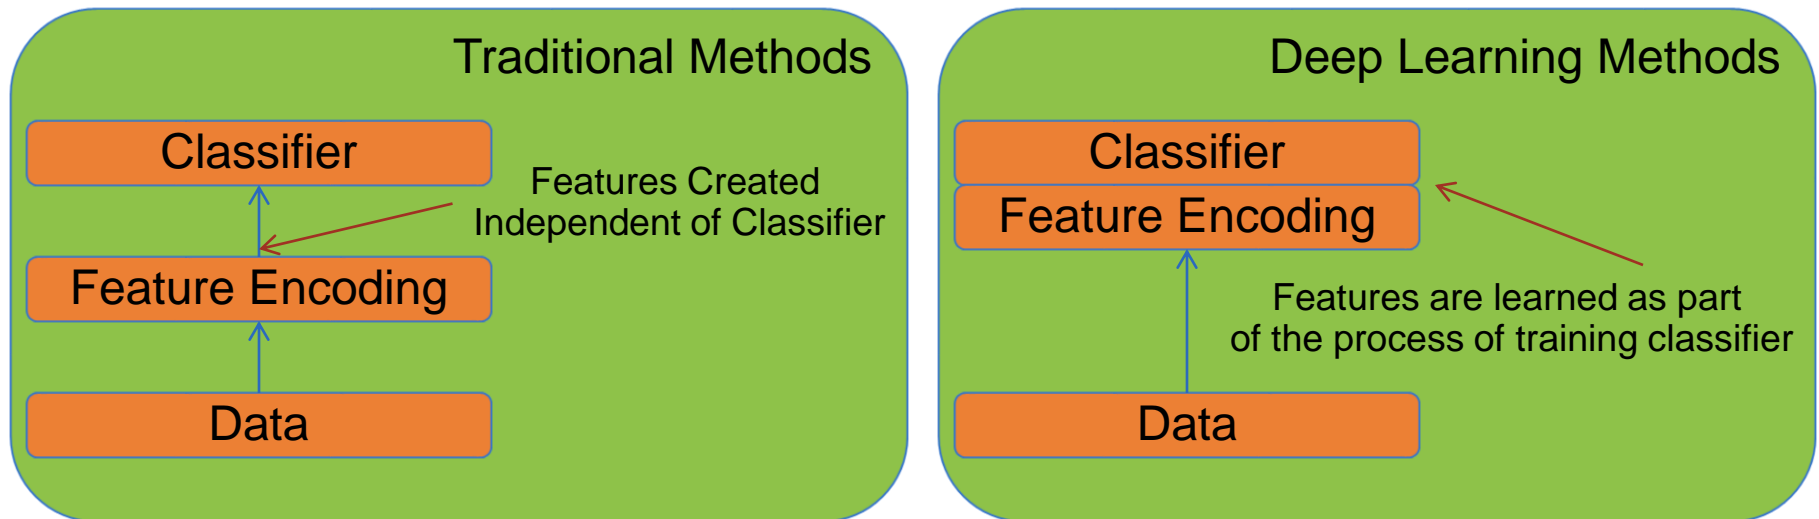 Traditional Methods
Classifier
Features Created
Independent of Classifier
Feature Encoding
Data
Deep Learning Methods
Classifier
Feature Encoding
Features are learned as part
of the process of training classifier
Data